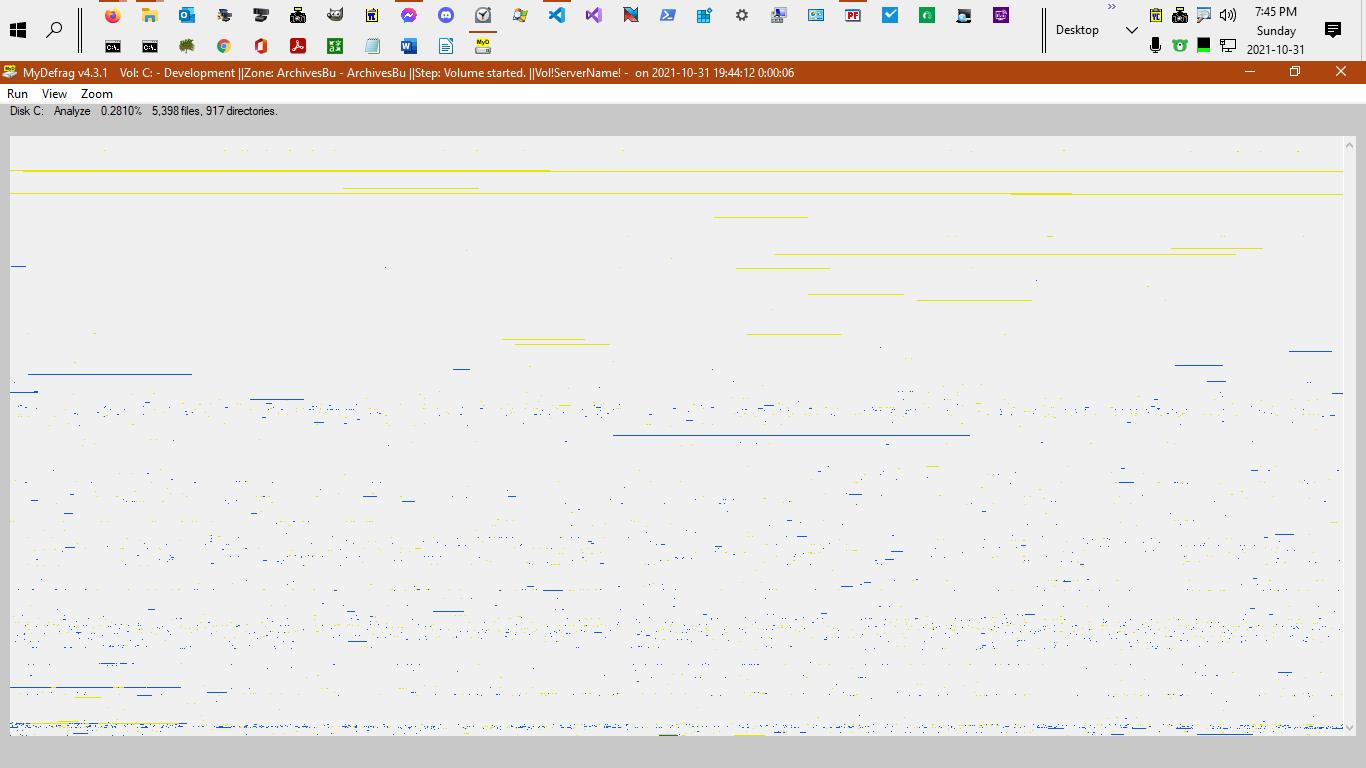 7:45 PM
Desktop
Sunday
2021-10-31
MyDefrag v4.3.1 Vol: C: - Development ||Zone: ArchivesBu - ArchivesBu ||Step: Volume started. ||Vol!ServerName! - on 2021-10-31 19:44:12 0:00:06
Run View Zoom
Disk C: Analyze 0.2810% 5,398 files, 917 directories.